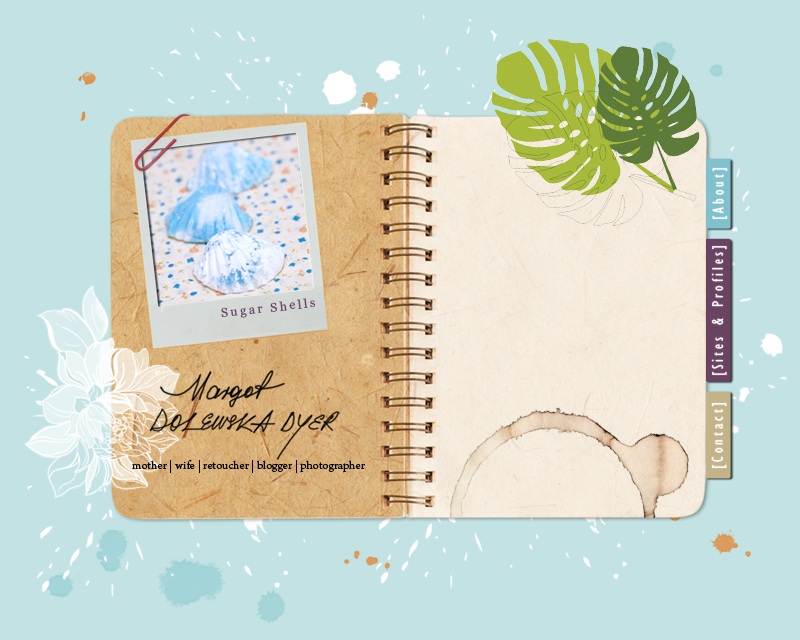 Sugar Shells
Margot
DOLEWSKA DYER
mother | wife | retoucher | blogger | photographer
[About]
[Sites & Profiles]
[Contact]